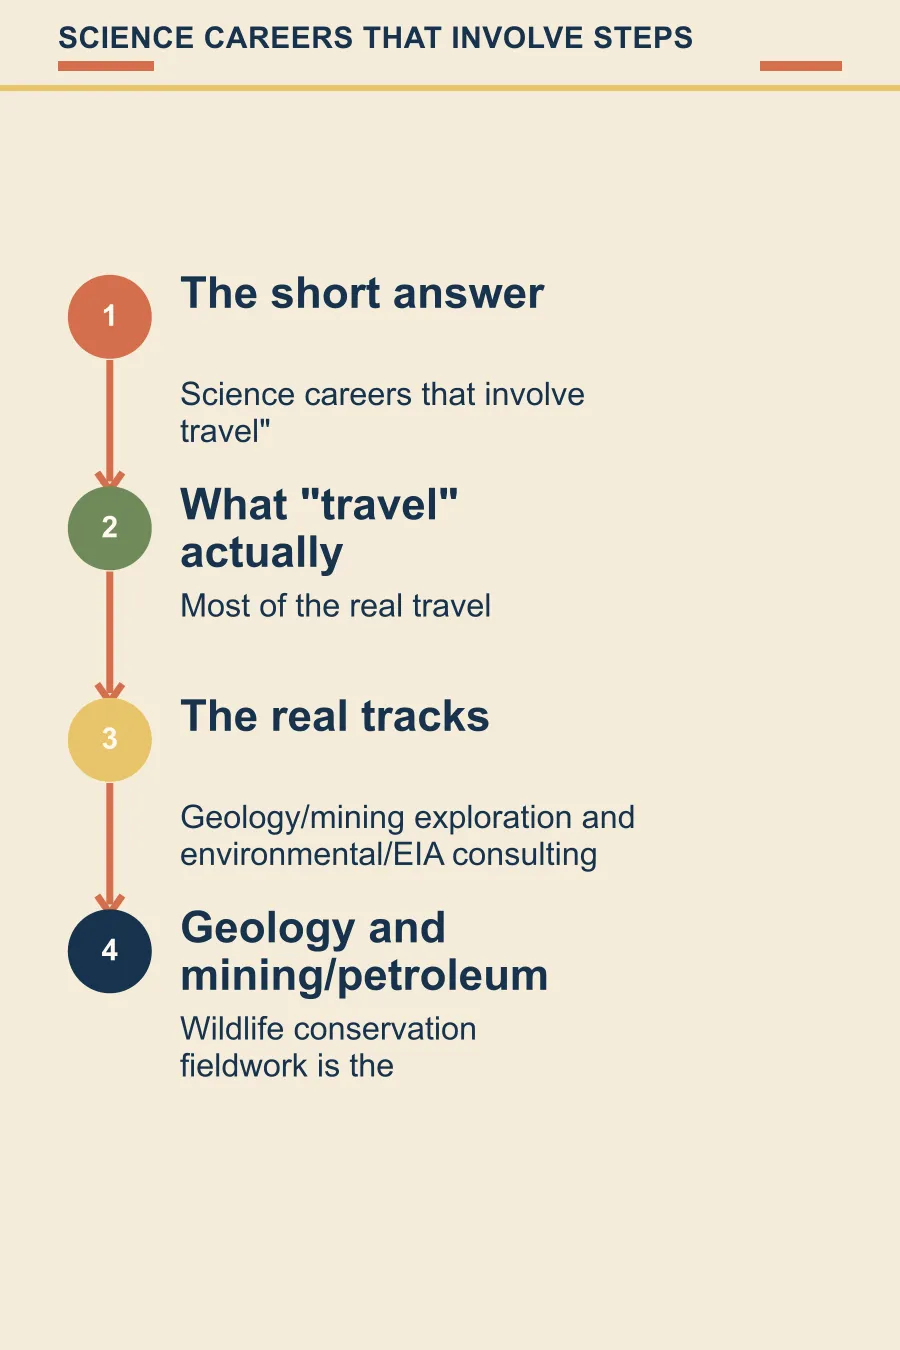 SCIENCE CAREERS THAT INVOLVE STEPS
1
The short answer
Science careers that involve
travel"
2
What "travel"
actually
Most of the real travel
3
The real tracks
Geology/mining exploration and
environmental/EIA consulting
4
Geology and
mining/petroleum
Wildlife conservation
fieldwork is the